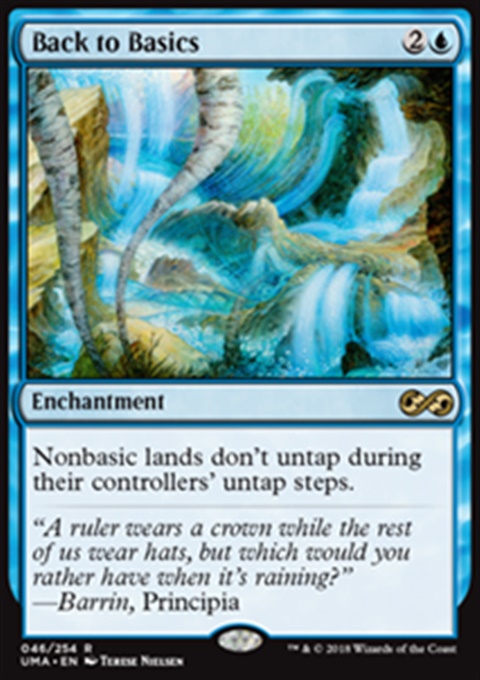 Back to Basics 2
Enchantment
Nonbasic lands don't untap during
their controllers' untap steps.
“A ruler wears a crown while the rest
of us wear hats, but which would you
rather have when it's raining?”
—Barrin, Principia
046/254 R
UMA • EN Terese Nielsen
™ & © 2018 Wizards of the Coast